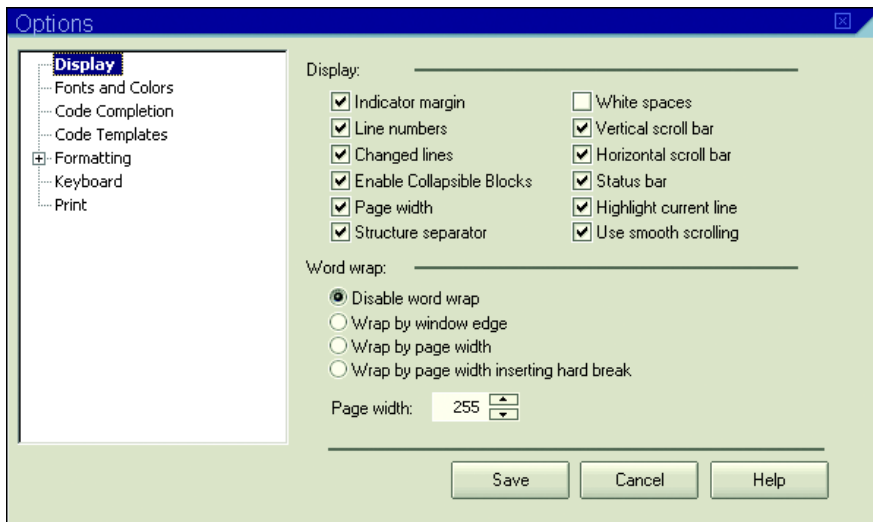 Options
Display
Fonts and Colors
Code Completion
Code Templates
Formatting
Keyboard
Print
Display:
Indicator margin
White spaces
Line numbers
Vertical scroll bar
Changed lines
Horizontal scroll bar
Enable Collapsible Blocks
Status bar
Page width
Highlight current line
Structure separator
Use smooth scrolling
Word wrap:
Disable word wrap
Wrap by window edge
Wrap by page width
Wrap by page width inserting hard break
Page width: 255
Save Cancel Help